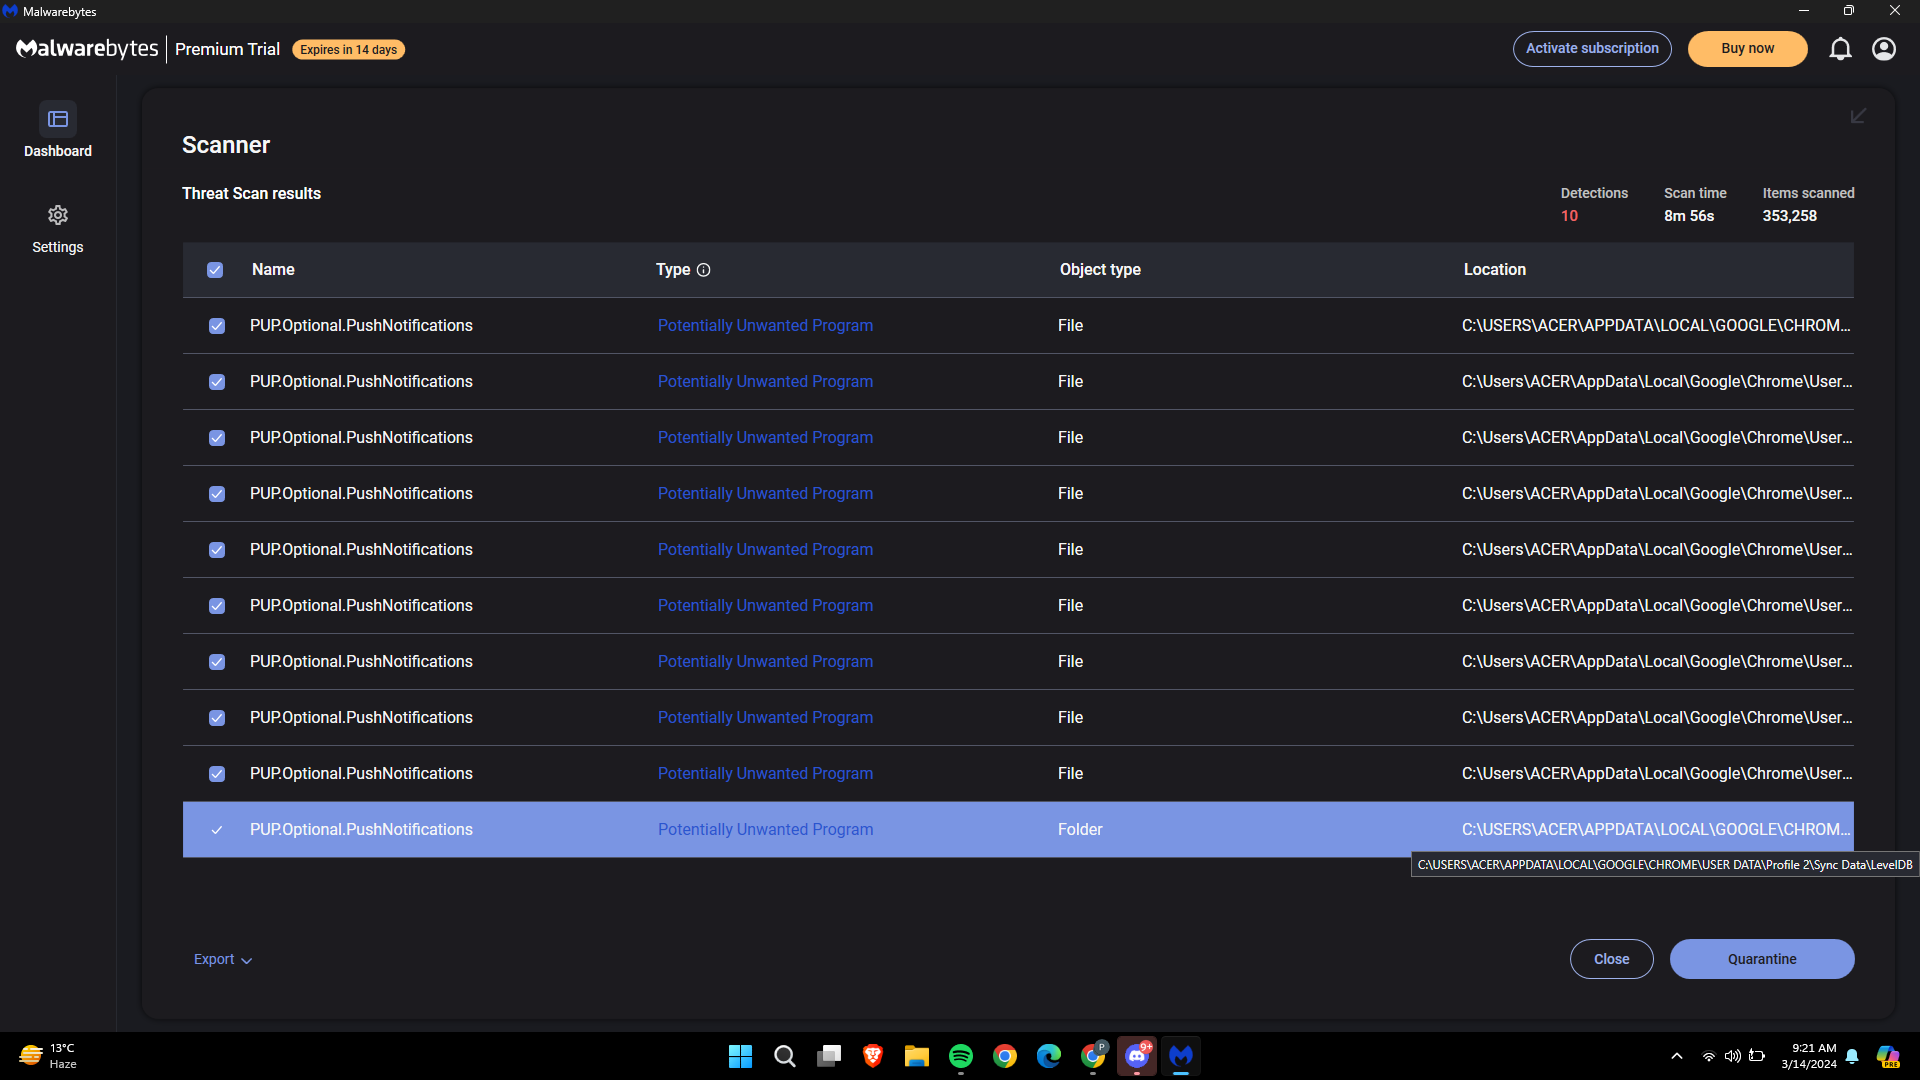 Malwarebytes
Malwarebytes Premium Trial Expires in 14 days Activate subscription Buy now
Dashboard
Settings
Scanner
Threat Scan results
Detections Scan time Items scanned
10 8m 56s 353,258
Name Type Object type Location
PUP.Optional.PushNotifications Potentially Unwanted Program File C:\USERS\ACER\APPDATA\LOCAL\GOOGLE\CHROM...
PUP.Optional.PushNotifications Potentially Unwanted Program File C:\Users\ACER\AppData\Local\Google\Chrome\User...
PUP.Optional.PushNotifications Potentially Unwanted Program File C:\Users\ACER\AppData\Local\Google\Chrome\User...
PUP.Optional.PushNotifications Potentially Unwanted Program File C:\Users\ACER\AppData\Local\Google\Chrome\User...
PUP.Optional.PushNotifications Potentially Unwanted Program File C:\Users\ACER\AppData\Local\Google\Chrome\User...
PUP.Optional.PushNotifications Potentially Unwanted Program File C:\Users\ACER\AppData\Local\Google\Chrome\User...
PUP.Optional.PushNotifications Potentially Unwanted Program File C:\Users\ACER\AppData\Local\Google\Chrome\User...
PUP.Optional.PushNotifications Potentially Unwanted Program File C:\Users\ACER\AppData\Local\Google\Chrome\User...
PUP.Optional.PushNotifications Potentially Unwanted Program File C:\Users\ACER\AppData\Local\Google\Chrome\User...
PUP.Optional.PushNotifications Potentially Unwanted Program Folder C:\USERS\ACER\APPDATA\LOCAL\GOOGLE\CHROM...
C:\USERS\ACER\APPDATA\LOCAL\GOOGLE\CHROME\USER DATA\Profile 2\Sync Data\LevelDB
Export Close Quarantine
13°C
Haze
P
9+
9:21 AM
3/14/2024
PRE